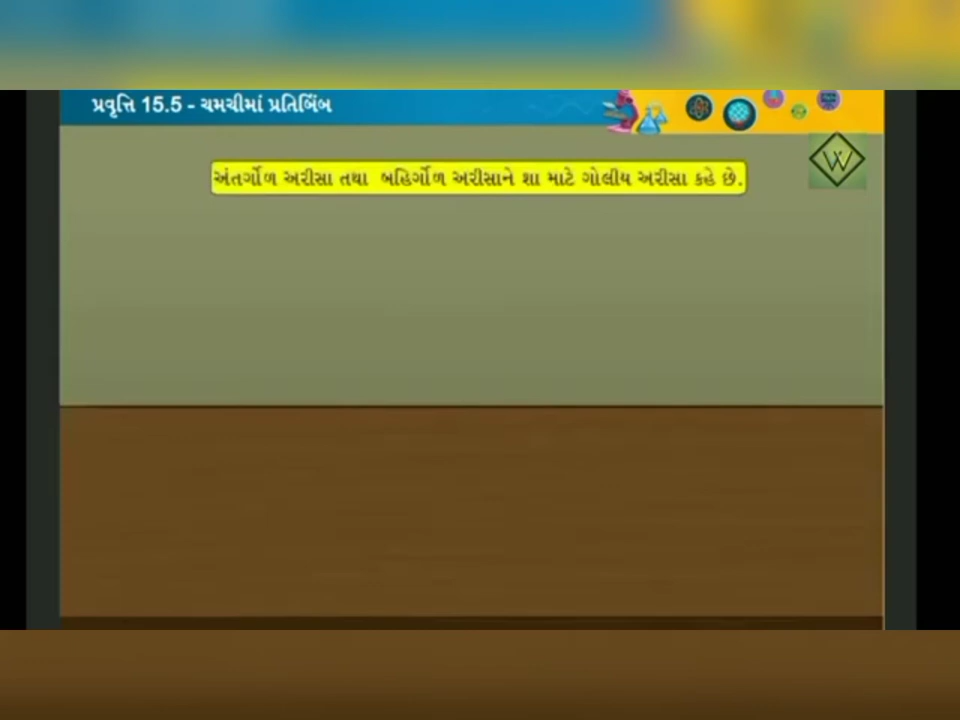 પ્રવૃત્તિ 15.5 - ચમચીમાં પ્રતિબિંબ
W
અંતર્ગોળ અરીસા તથા બહિર્ગોળ અરીસાને શા માટે ગોલીય અરીસા કહે છે.